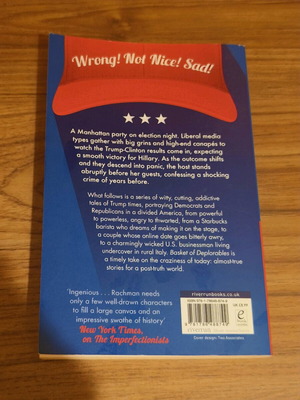 Wrong! Not Nice! Sad!
A Manhattan party on election night. Liberal media
types gather with big grins and high-end canapés to
watch the Trump-Clinton results come in, expecting
a smooth victory for Hillary. As the outcome shifts
and they descend into panic, the host stands
abruptly before her guests, confessing a shocking
crime of years before.
What follows is a series of witty, cutting, addictive
tales of Trump times, portraying Democrats and
Republicans in a divided America, from powerful
to powerless, angry to thwarted, from a Starbucks
barista who dreams of making it on the stage, to
a couple whose online date goes bitterly awry,
to a charmingly wicked U.S. businessman living
undercover in rural Italy. Basket of Deplorables is
a timely take on the craziness of today: almost-true
stories for a post-truth world.
'Ingenious . . . Rachman needs
only a few well-drawn characters
to fill a large canvas and an
impressive swathe of history'
New York Times,
on The Imperfectionists
riverrunbooks.co.uk
Cover design: Two Associates